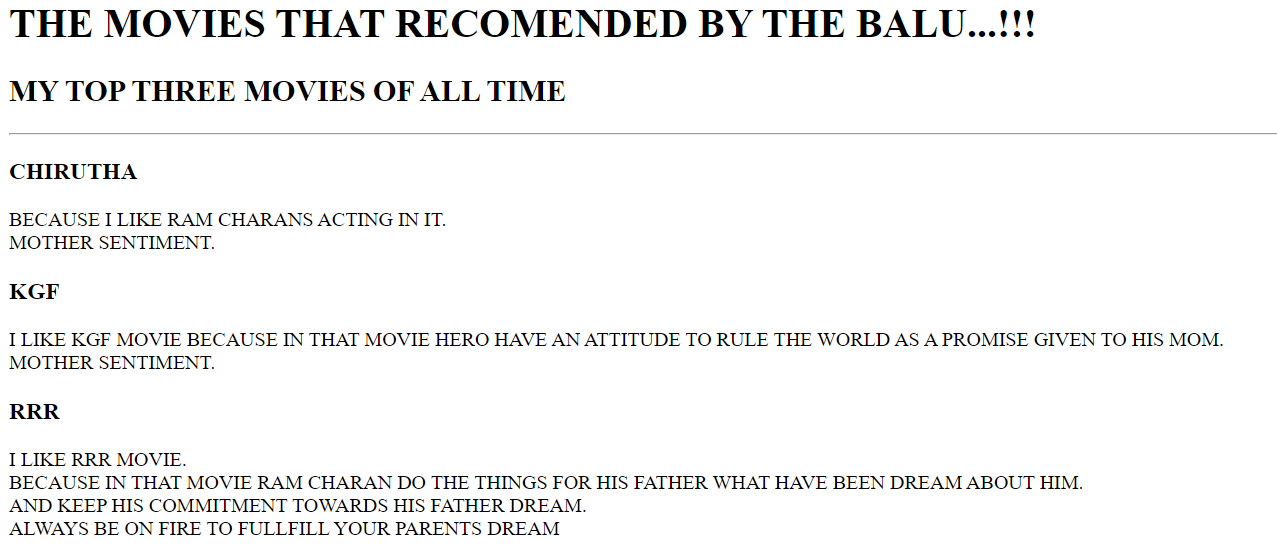 THE MOVIES THAT RECOMENDED BY THE BALU...!!!
MY TOP THREE MOVIES OF ALL TIME
CHIRUTHA
BECAUSE I LIKE RAM CHARANS ACTING IN IT.
MOTHER SENTIMENT.
KGF
I LIKE KGF MOVIE BECAUSE IN THAT MOVIE HERO HAVE AN ATTITUDE TO RULE THE WORLD AS A PROMISE GIVEN TO HIS MOM.
MOTHER SENTIMENT.
RRR
I LIKE RRR MOVIE.
BECAUSE IN THAT MOVIE RAM CHARAN DO THE THINGS FOR HIS FATHER WHAT HAVE BEEN DREAM ABOUT HIM.
AND KEEP HIS COMMITMENT TOWARDS HIS FATHER DREAM.
ALWAYS BE ON FIRE TO FULLFILL YOUR PARENTS DREAM